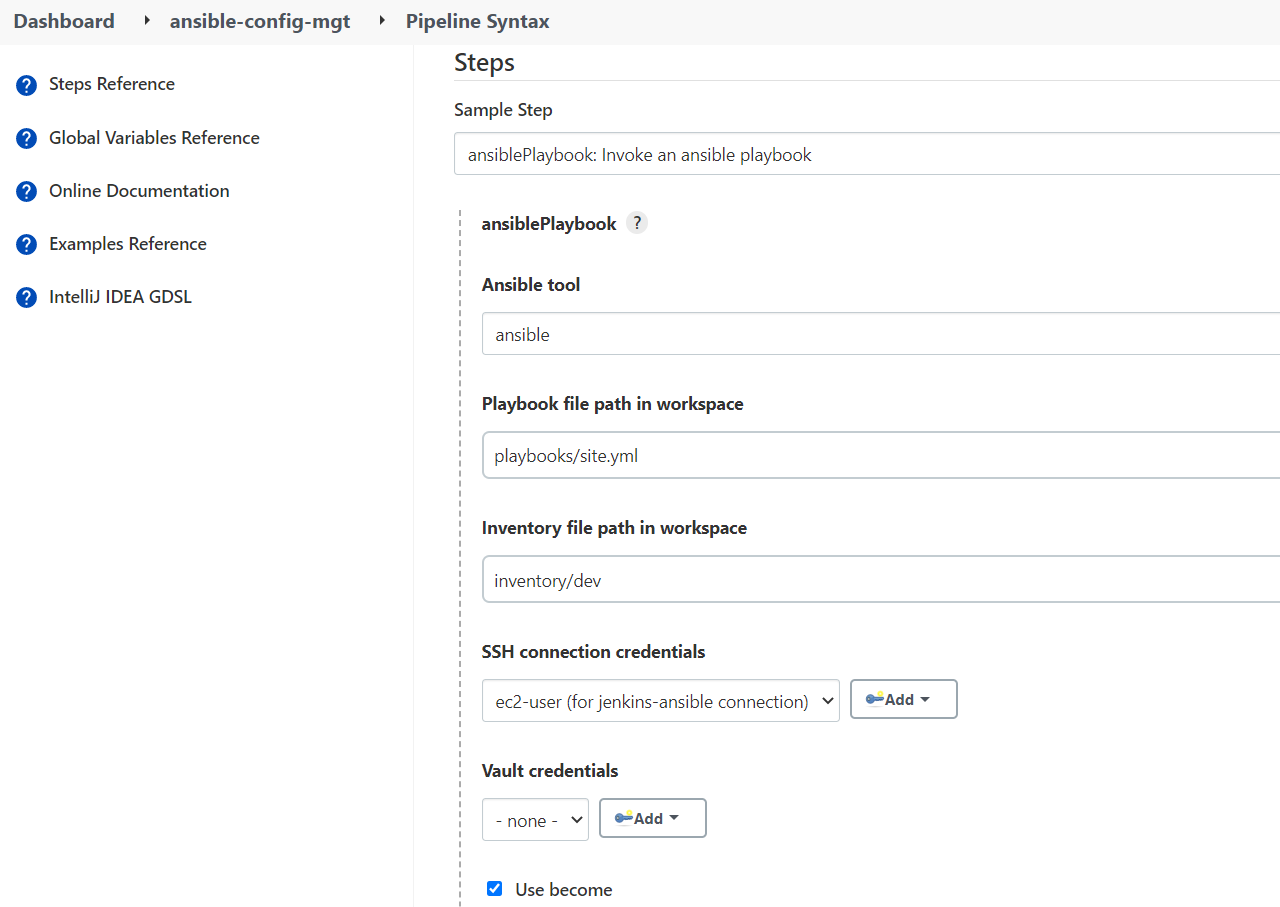 Dashboard ansible-config-mgt Pipeline Syntax
? Steps Reference
? Global Variables Reference
? Online Documentation
? Examples Reference
? IntelliJ IDEA GDSL
Steps
Sample Step
ansiblePlaybook: Invoke an ansible playbook
ansiblePlaybook ?
Ansible tool
ansible
Playbook file path in workspace
playbooks/site.yml
Inventory file path in workspace
inventory/dev
SSH connection credentials
ec2-user (for jenkins-ansible connection) Add
Vault credentials
- none - Add
Use become